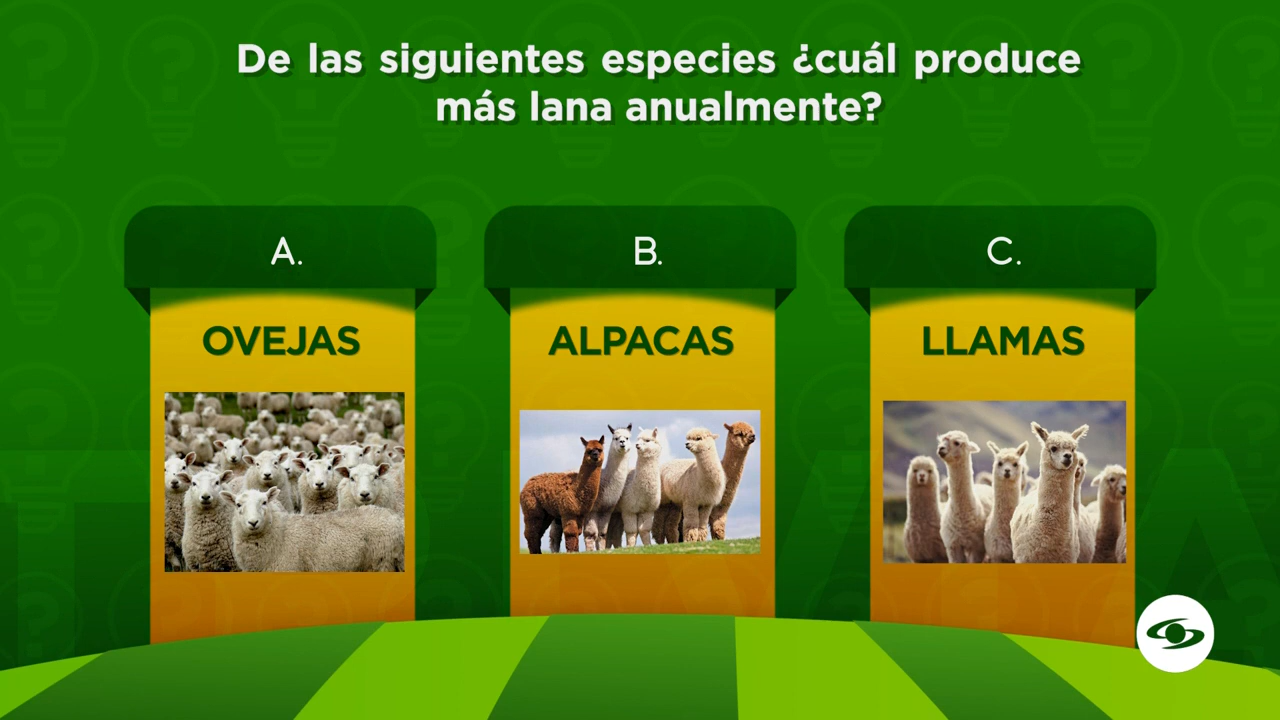 De las siguientes especies ¿cuál produce
más lana anualmente?
A.
B.
C.
OVEJAS
ALPACAS
LLAMAS